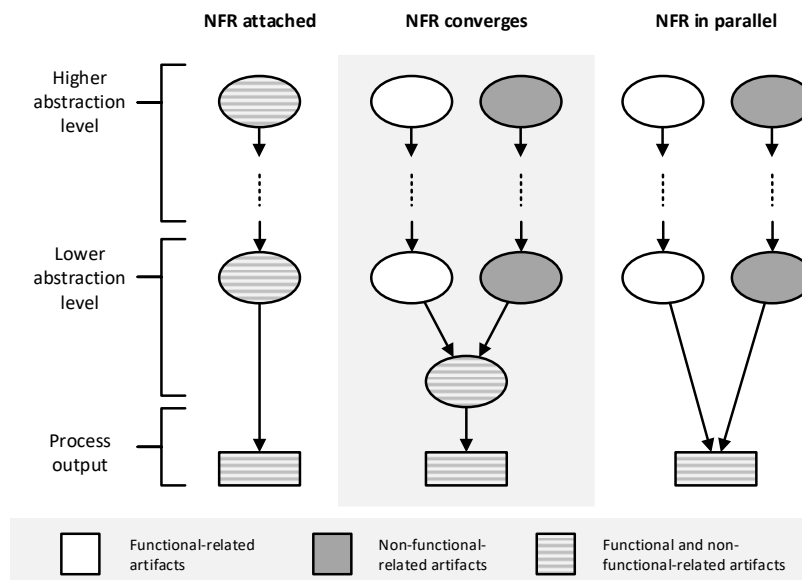 NFR attached
NFR converges
NFR in parallel
Higher
abstraction
level
Lower
abstraction
level
Process
output
Functional-related
artifacts
Non-functional-
related artifacts
Functional and non-
functional-related artifacts